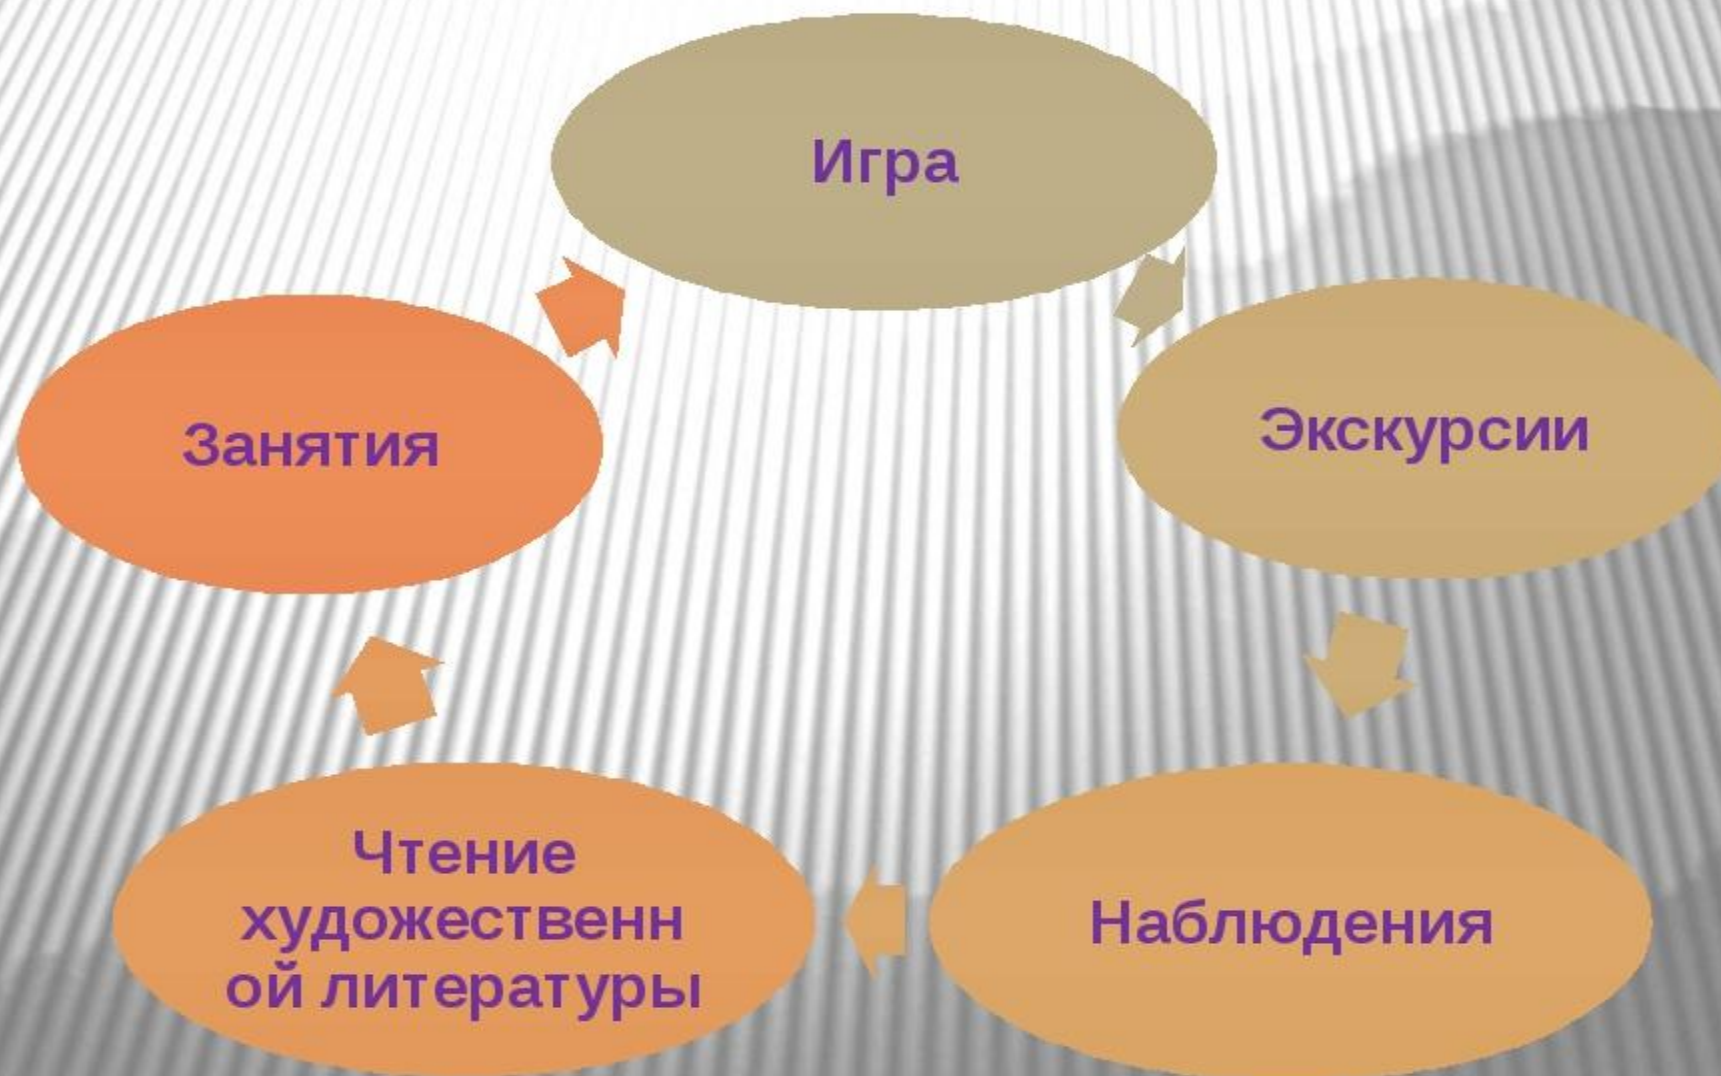 Игра
Экскурсии
Наблюдения
Чтение
художественн
ой литературы
Занятия